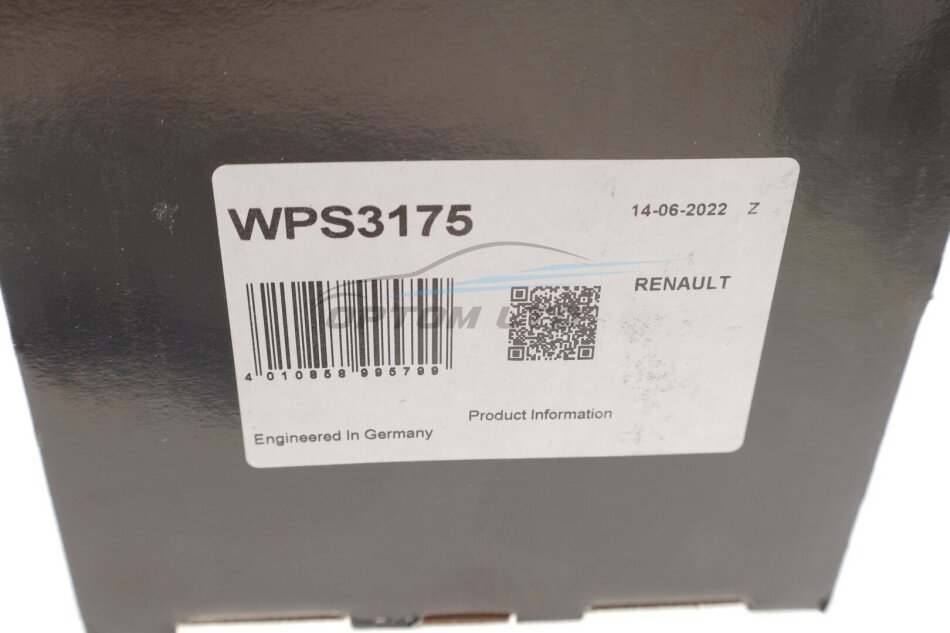 WPS3175
14-06-2022 Z
RENAULT
4 010858 995799
Product Information
Engineered In Germany